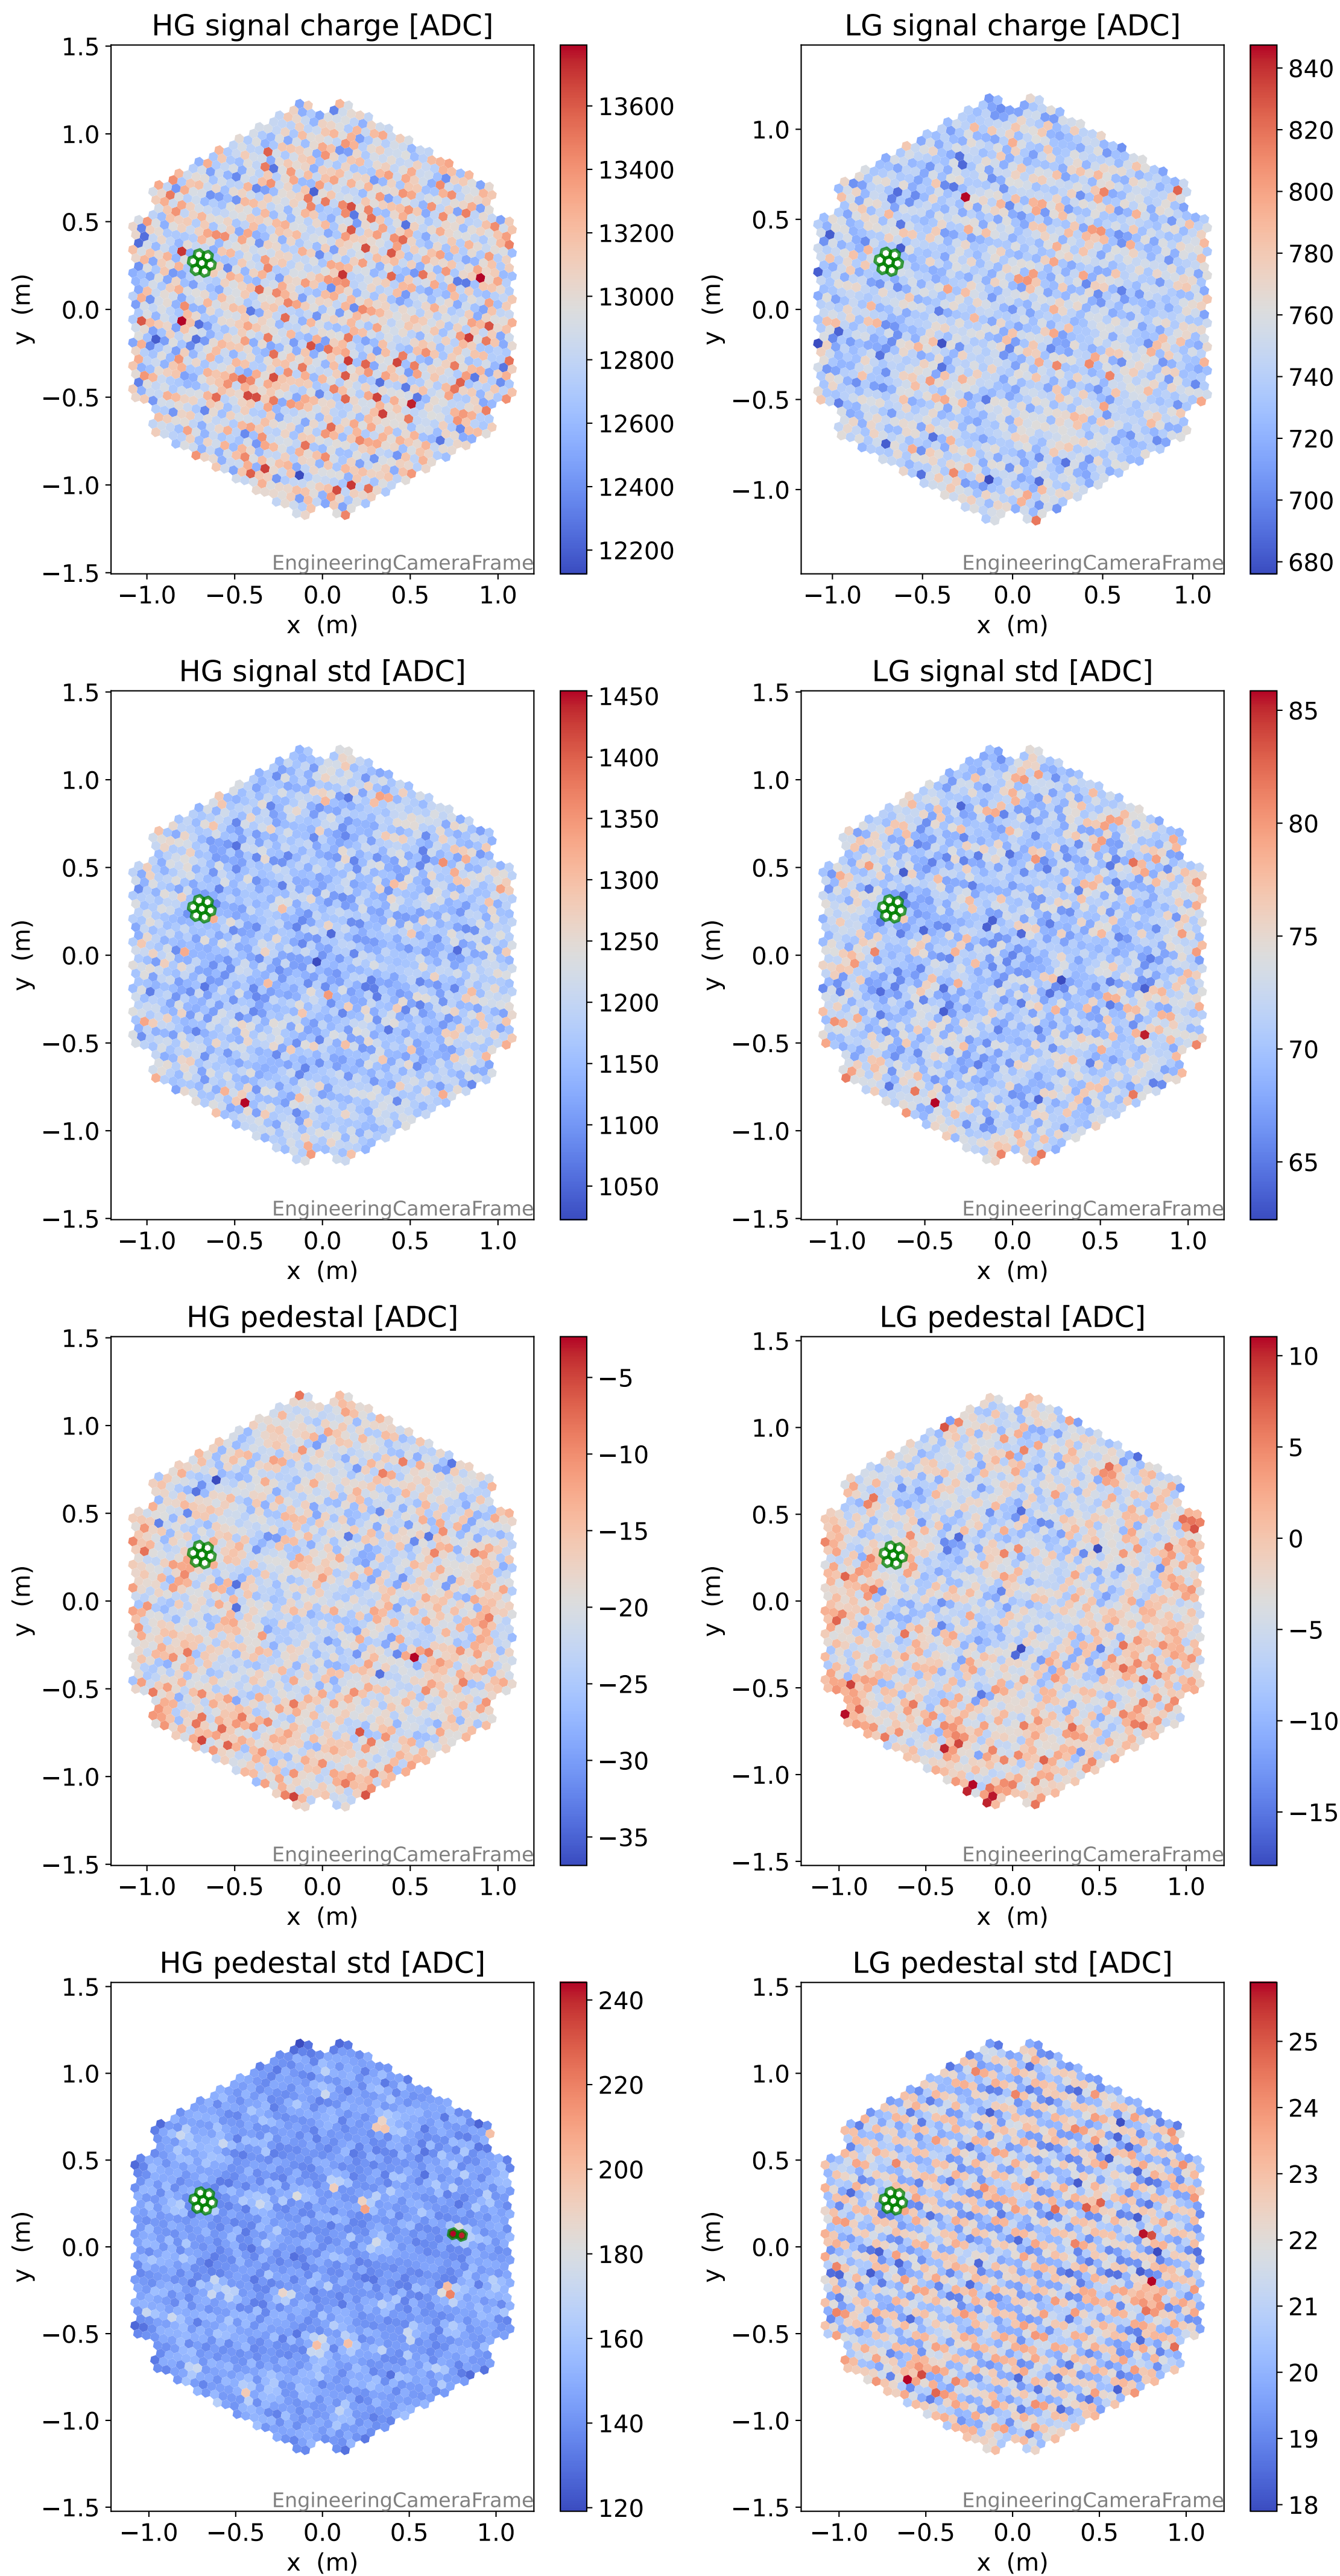 HG signal charge [ADC]
LG signal charge [ADC]
1.5
1.0
0.5
0.0
−0.5
−1.0
−1.5
y (m)
−1.0 −0.5 0.0 0.5 1.0
x (m)
EngineeringCameraFrame
13600
13400
13200
13000
12800
12600
12400
12200
1.0
0.5
0.0
−0.5
−1.0
y (m)
−1.0 −0.5 0.0 0.5 1.0
x (m)
EngineeringCameraFrame
840
820
800
780
760
740
720
700
680
HG signal std [ADC]
LG signal std [ADC]
1.5
1.0
0.5
0.0
−0.5
−1.0
−1.5
y (m)
−1.0 −0.5 0.0 0.5 1.0
x (m)
EngineeringCameraFrame
1450
1400
1350
1300
1250
1200
1150
1100
1050
1.5
1.0
0.5
0.0
−0.5
−1.0
−1.5
y (m)
−1.0 −0.5 0.0 0.5 1.0
x (m)
EngineeringCameraFrame
85
80
75
70
65
HG pedestal [ADC]
LG pedestal [ADC]
1.5
1.0
0.5
0.0
−0.5
−1.0
−1.5
y (m)
−1.0 −0.5 0.0 0.5 1.0
x (m)
EngineeringCameraFrame
−5
−10
−15
−20
−25
−30
−35
1.5
1.0
0.5
0.0
−0.5
−1.0
−1.5
y (m)
−1.0 −0.5 0.0 0.5 1.0
x (m)
EngineeringCameraFrame
10
5
0
−5
−10
−15
HG pedestal std [ADC]
LG pedestal std [ADC]
1.5
1.0
0.5
0.0
−0.5
−1.0
−1.5
y (m)
−1.0 −0.5 0.0 0.5 1.0
x (m)
EngineeringCameraFrame
240
220
200
180
160
140
120
1.5
1.0
0.5
0.0
−0.5
−1.0
−1.5
y (m)
−1.0 −0.5 0.0 0.5 1.0
x (m)
EngineeringCameraFrame
25
24
23
22
21
20
19
18